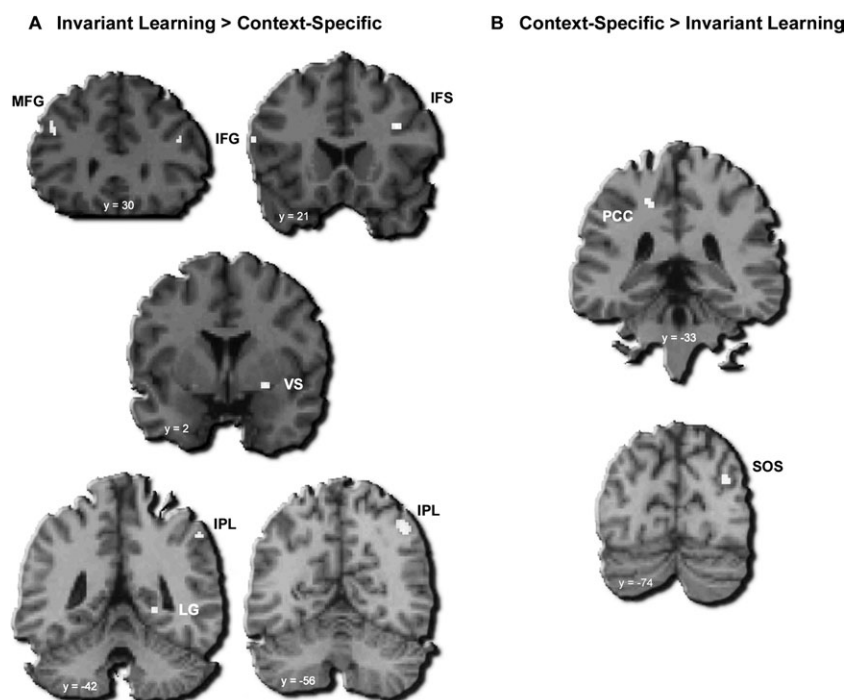 A Invariant Learning > Context-Specific
B Context-Specific > Invariant Learning
MFG
IFG
IFS
y = 30
y = 21
PCC
y = -33
VS
y = 2
SOS
IPL
IPL
LG
y = -74
y = -42
y = -56